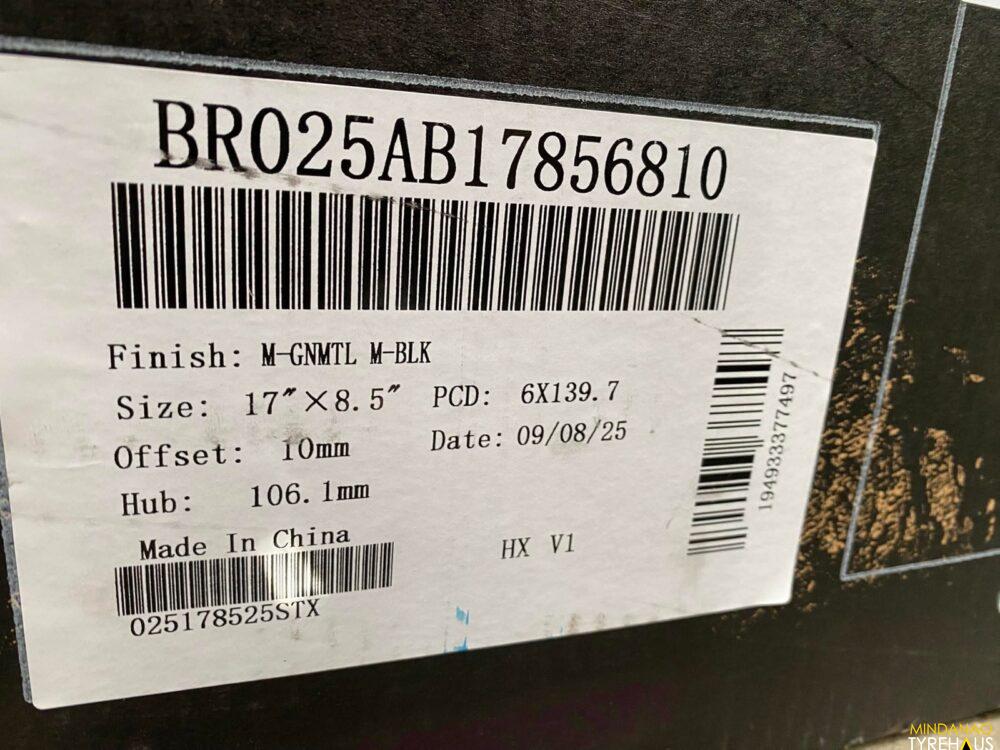 BR025AB17856810
Finish: M-GNMTL M-BLK
Size: 17″×8.5″ PCD: 6X139.7
Offset: 10mm Date: 09/08/25
Hub: 106.1mm
Made In China
HX V1
025178525STX
194933377497
MINDANAO
TYREHAUS